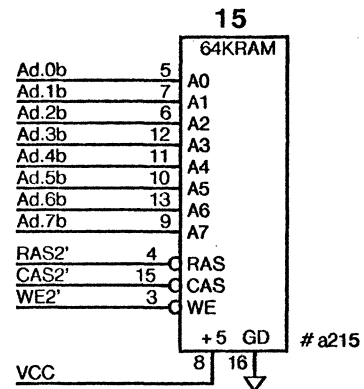 15
64KRAM
Ad.0b 5 A0
Ad.1b 7 A1
Ad.2b 6 A2
Ad.3b 12 A3
Ad.4b 11 A4
Ad.5b 10 A5
Ad.6b 13 A6
Ad.7b 9 A7
RAS2' 4 RAS
CAS2' 15 CAS
WE2' 3 WE
+5 GD #a215
VCC 8 16